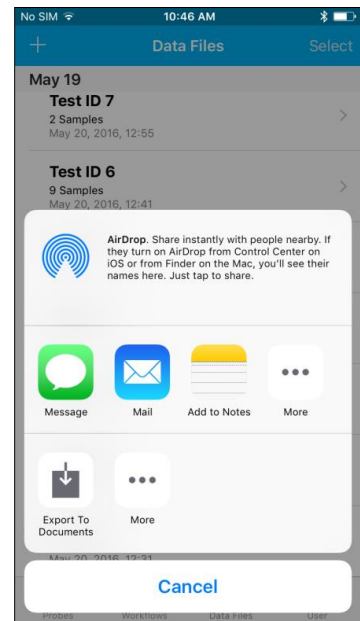 No SIM 10:46 AM
+ Data Files Select
May 19
Test ID 7
2 Samples
May 20, 2016, 12:55
Test ID 6
9 Samples
May 20, 2016, 12:41
AirDrop. Share instantly with people nearby. If
they turn on AirDrop from Control Center on
iOS or from Finder on the Mac, you'll see their
names here. Just tap to share.
Message Mail Add to Notes More
Export To
Documents
More
May 20, 2016, 12:31
Cancel
Probes Workflows Data Files User